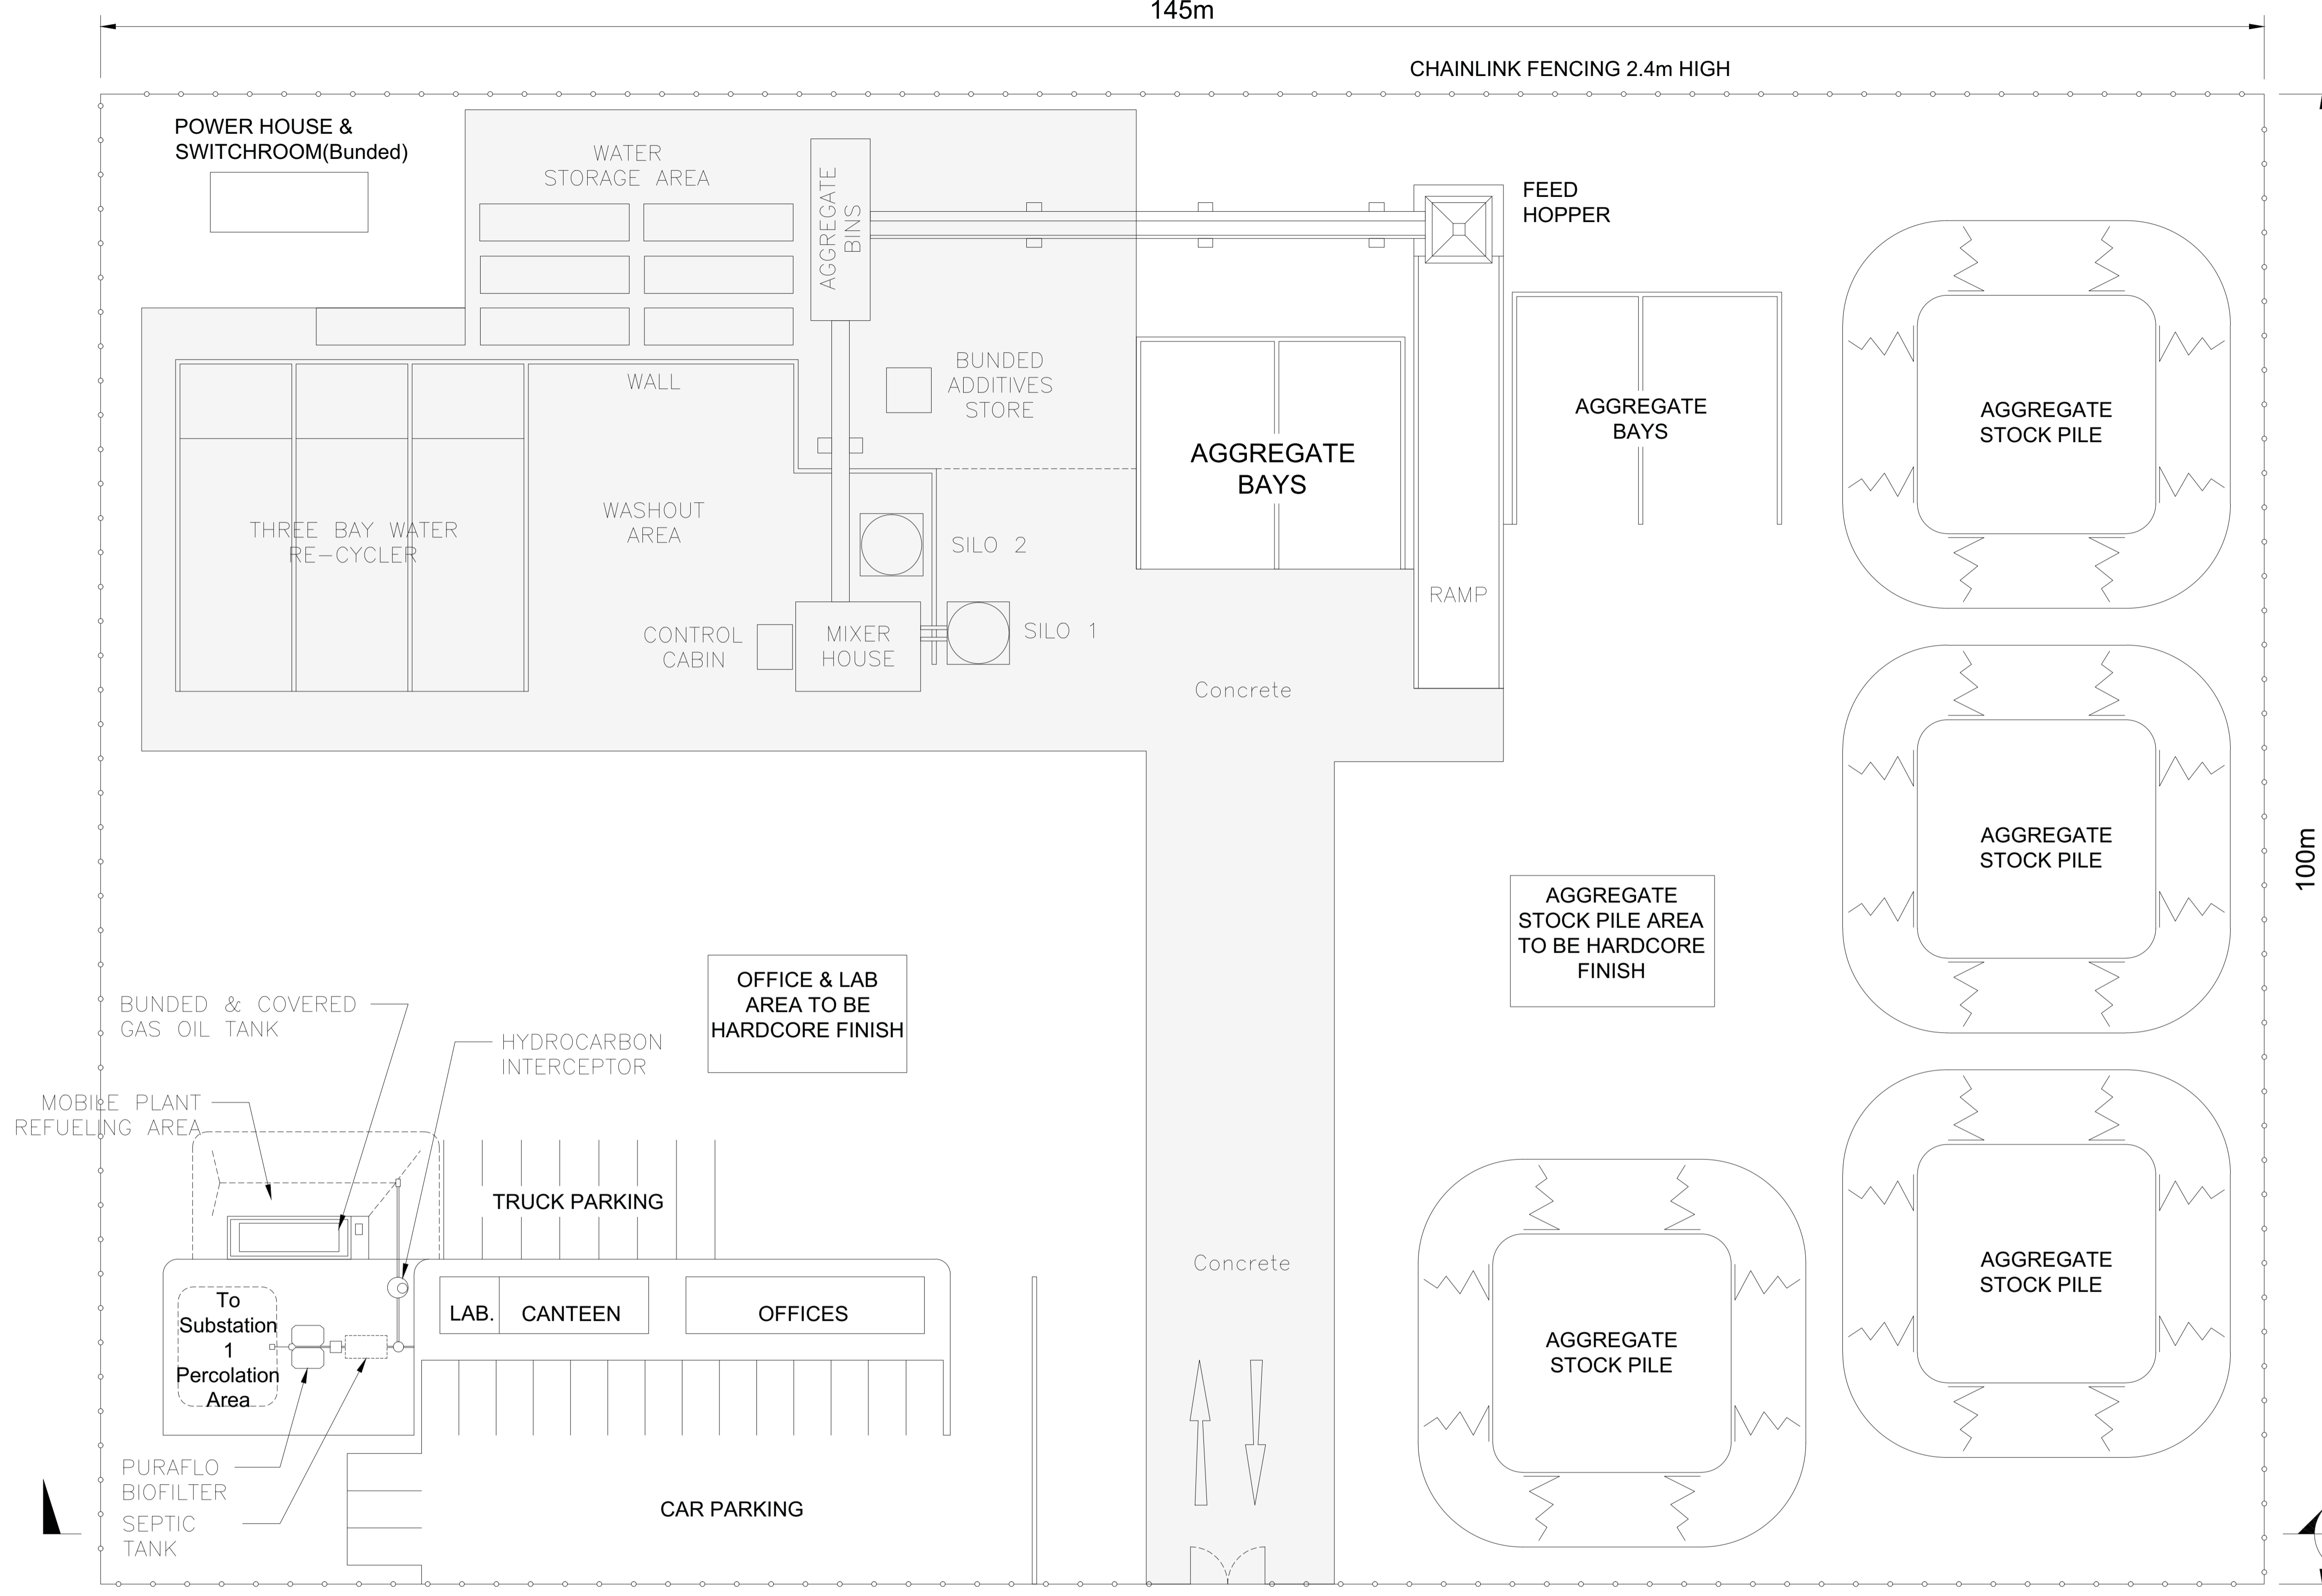 145m
CHAINLINK FENCING 2.4m HIGH
POWER HOUSE &
SWITCHROOM(Bunded)
WATER
STORAGE AREA
AGGREGATE
BINS
FEED
HOPPER
WALL
BUNDED
ADDITIVES
STORE
AGGREGATE
BAYS
AGGREGATE
BAYS
AGGREGATE
STOCK PILE
THREE BAY WATER
RE-CYCLER
WASHOUT
AREA
SILO 2
RAMP
CONTROL
CABIN
MIXER
HOUSE
SILO 1
Concrete
AGGREGATE
STOCK PILE
100m
AGGREGATE
STOCK PILE AREA
TO BE HARDCORE
FINISH
OFFICE & LAB
AREA TO BE
HARDCORE FINISH
BUNDED & COVERED
GAS OIL TANK
HYDROCARBON
INTERCEPTOR
MOBILE PLANT
REFUELING AREA
TRUCK PARKING
Concrete
AGGREGATE
STOCK PILE
To
Substation
1
Percolation
Area
LAB.
CANTEEN
OFFICES
AGGREGATE
STOCK PILE
PURAFLO
BIOFILTER
SEPTIC
TANK
CAR PARKING